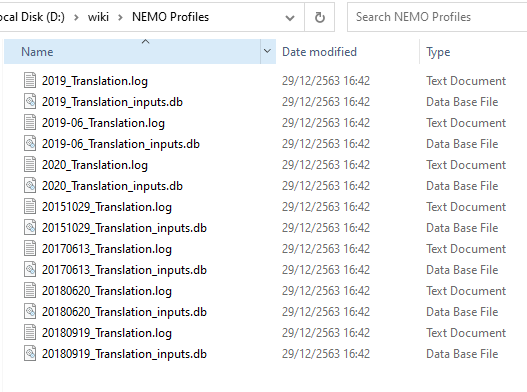 ocal Disk (D:) > wiki > NEMO Profiles Search NEMO Profiles
Name Date modified Type
2019_Translation.log 29/12/2563 16:42 Text Document
2019_Translation_inputs.db 29/12/2563 16:42 Data Base File
2019-06_Translation.log 29/12/2563 16:42 Text Document
2019-06_Translation_inputs.db 29/12/2563 16:42 Data Base File
2020_Translation.log 29/12/2563 16:42 Text Document
2020_Translation_inputs.db 29/12/2563 16:42 Data Base File
20151029_Translation.log 29/12/2563 16:42 Text Document
20151029_Translation_inputs.db 29/12/2563 16:42 Data Base File
20170613_Translation.log 29/12/2563 16:42 Text Document
20170613_Translation_inputs.db 29/12/2563 16:42 Data Base File
20180620_Translation.log 29/12/2563 16:42 Text Document
20180620_Translation_inputs.db 29/12/2563 16:42 Data Base File
20180919_Translation.log 29/12/2563 16:42 Text Document
20180919_Translation_inputs.db 29/12/2563 16:42 Data Base File